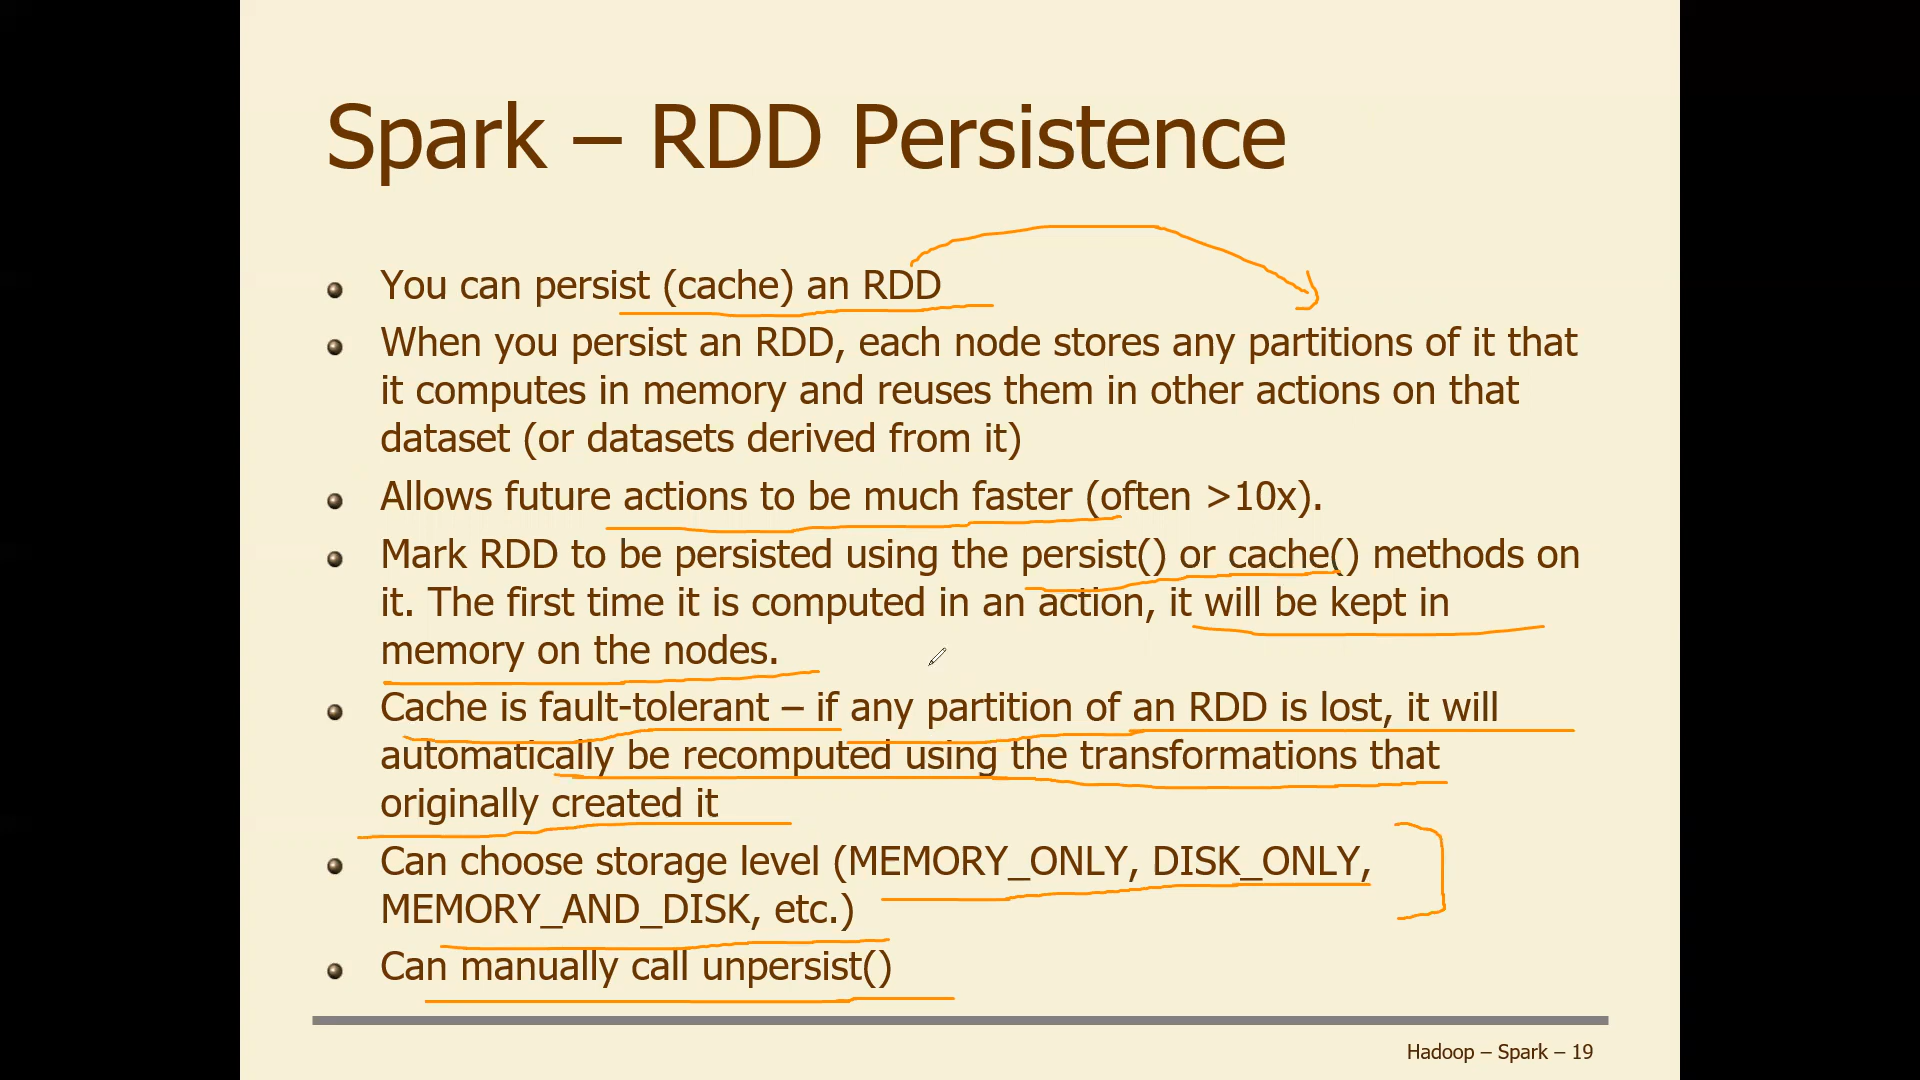 Spark – RDD Persistence
You can persist (cache) an RDD
When you persist an RDD, each node stores any partitions of it that
it computes in memory and reuses them in other actions on that
dataset (or datasets derived from it)
Allows future actions to be much faster (often >10x).
Mark RDD to be persisted using the persist() or cache() methods on
it. The first time it is computed in an action, it will be kept in
memory on the nodes.
Cache is fault-tolerant – if any partition of an RDD is lost, it will
automatically be recomputed using the transformations that
originally created it
Can choose storage level (MEMORY_ONLY, DISK_ONLY,
MEMORY_AND_DISK, etc.)
Can manually call unpersist()
Hadoop – Spark – 19